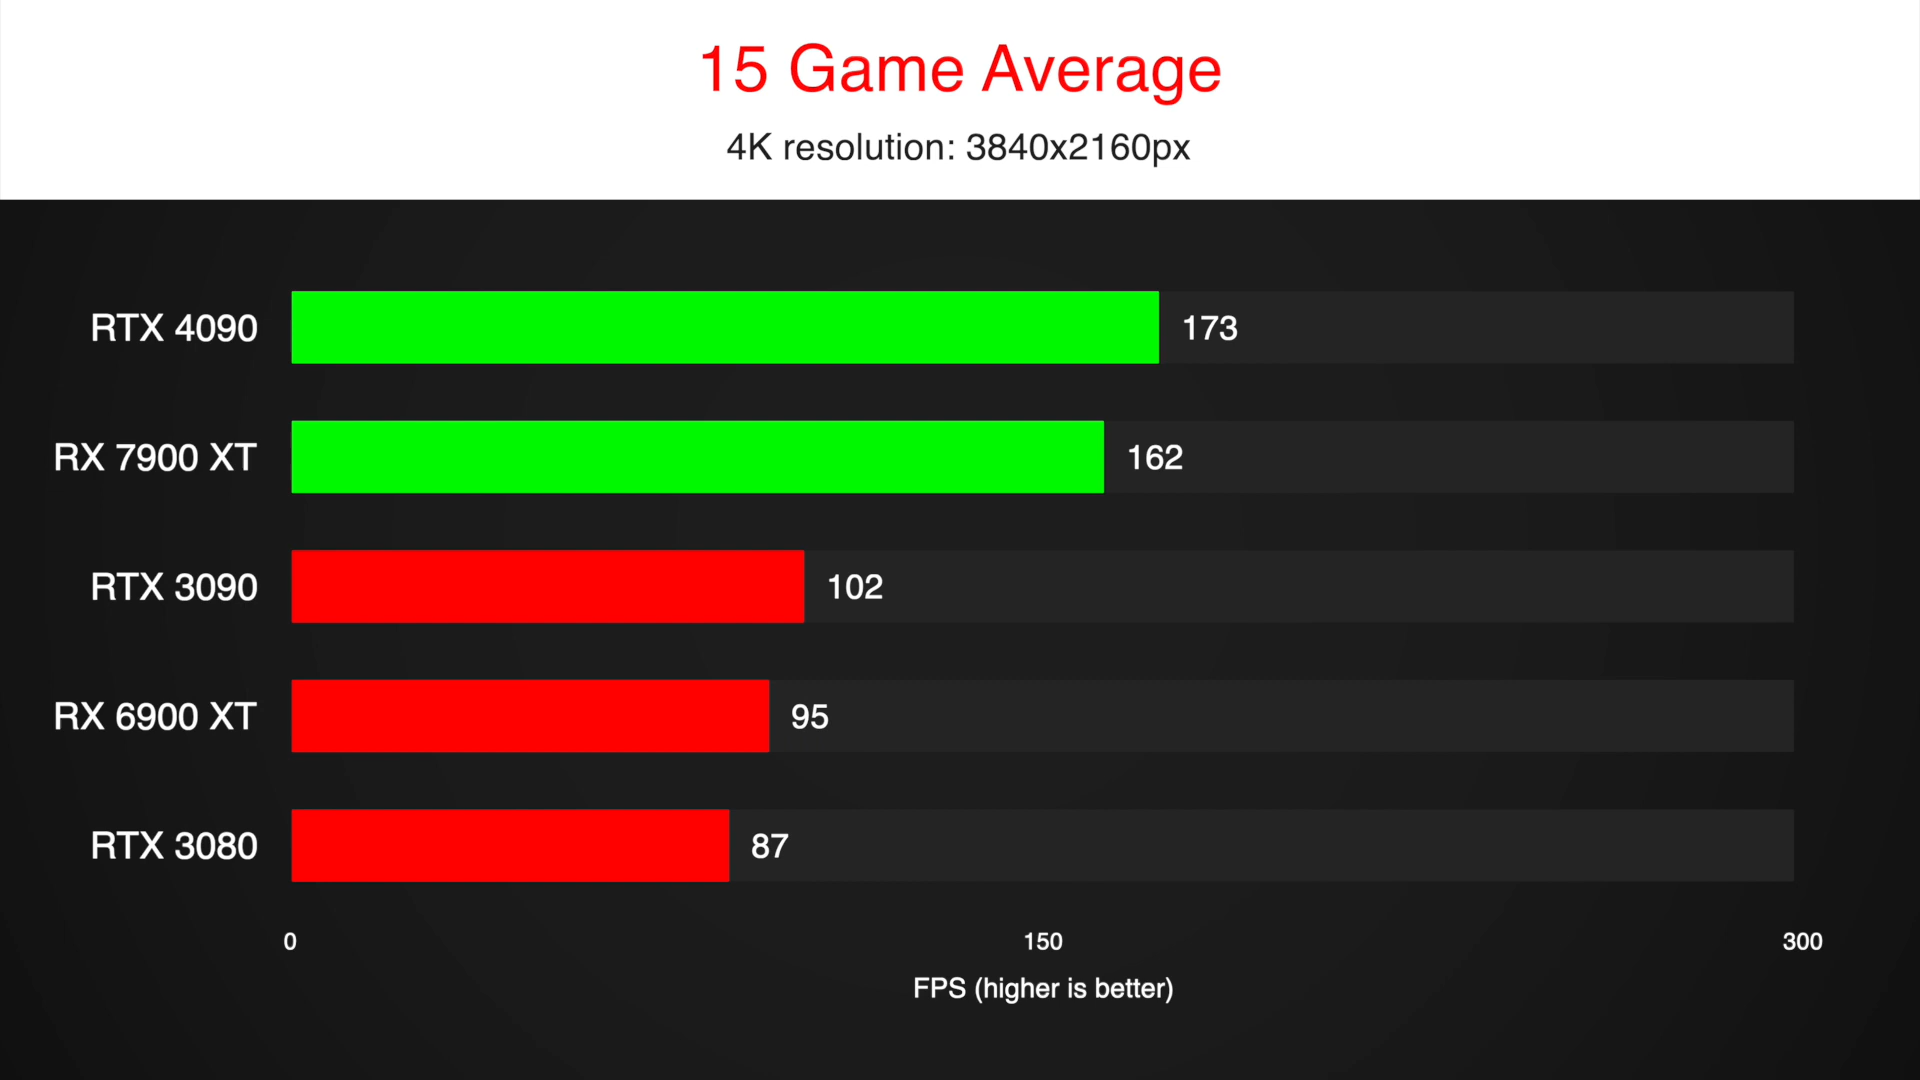 15 Game Average
4K resolution: 3840x2160px
RTX 4090 173
RX 7900 XT 162
RTX 3090 102
RX 6900 XT 95
RTX 3080 87
0 150 300
FPS (higher is better)